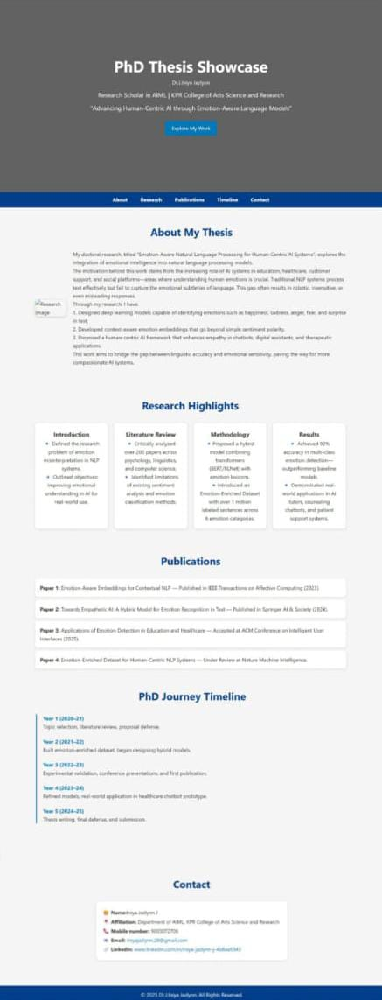 PhD Thesis Showcase
Dr.J.Iniya Jazlynn
Research Scholar in AIML | KPR College of Arts Science and Research
"Advancing Human-Centric AI through Emotion-Aware Language Models"
Explore My Work
About Research Publications Timeline Contact
About My Thesis
My doctoral research, titled "Emotion-Aware Natural Language Processing for Human-Centric AI Systems", explores the
integration of emotional intelligence into natural language processing models.
The motivation behind this work stems from the increasing role of AI systems in education, healthcare, customer
support, and social platforms—areas where understanding human emotions is crucial. Traditional NLP systems process
text effectively but fail to capture the emotional subtleties of language. This gap often results in robotic, insensitive, or
even misleading responses.
Research
Image
Through my research, I have:
1. Designed deep learning models capable of identifying emotions such as happiness, sadness, anger, fear, and surprise
in text.
2. Developed context-aware emotion embeddings that go beyond simple sentiment polarity.
3. Proposed a human-centric AI framework that enhances empathy in chatbots, digital assistants, and therapeutic
applications.
This work aims to bridge the gap between linguistic accuracy and emotional sensitivity, paving the way for more
compassionate AI systems.
Research Highlights
Introduction
• Defined the research
problem of emotion
misinterpretation in NLP
systems.
• Outlined objectives:
improving emotional
understanding in AI for
real-world use.
Literature Review
• Critically analyzed
over 200 papers across
psychology, linguistics,
and computer science.
• Identified limitations
of existing sentiment
analysis and emotion
classification methods.
Methodology
• Proposed a hybrid
model combining
transformers
(BERT/XLNet) with
emotion lexicons.
• Introduced an
Emotion-Enriched Dataset
with over 1 million
labeled sentences across
6 emotion categories.
Results
• Achieved 92%
accuracy in multi-class
emotion detection—
outperforming baseline
models.
• Demonstrated real-
world applications in AI
tutors, counseling
chatbots, and patient
support systems.
Publications
Paper 1: Emotion-Aware Embeddings for Contextual NLP — Published in IEEE Transactions on Affective Computing (2023)
Paper 2: Towards Empathetic AI: A Hybrid Model for Emotion Recognition in Text — Published in Springer AI & Society (2024).
Paper 3: Applications of Emotion Detection in Education and Healthcare — Accepted at ACM Conference on Intelligent User
Interfaces (2025).
Paper 4: Emotion-Enriched Dataset for Human-Centric NLP Systems — Under Review at Nature Machine Intelligence.
PhD Journey Timeline
Year 1 (2020–21)
Topic selection, literature review, proposal defense.
Year 2 (2021–22)
Built emotion-enriched dataset, began designing hybrid models.
Year 3 (2022–23)
Experimental validation, conference presentations, and first publication.
Year 4 (2023–24)
Refined models, real-world application in healthcare chatbot prototype.
Year 5 (2024–25)
Thesis writing, final defense, and submission.
Contact
Name:Iniya Jazlynn.J
Affiliation: Department of AIML, KPR College of Arts Science and Research
Mobile number:
Email:
LinkedIn:
© 2025 Dr.J.Iniya Jazlynn. All Rights Reserved.